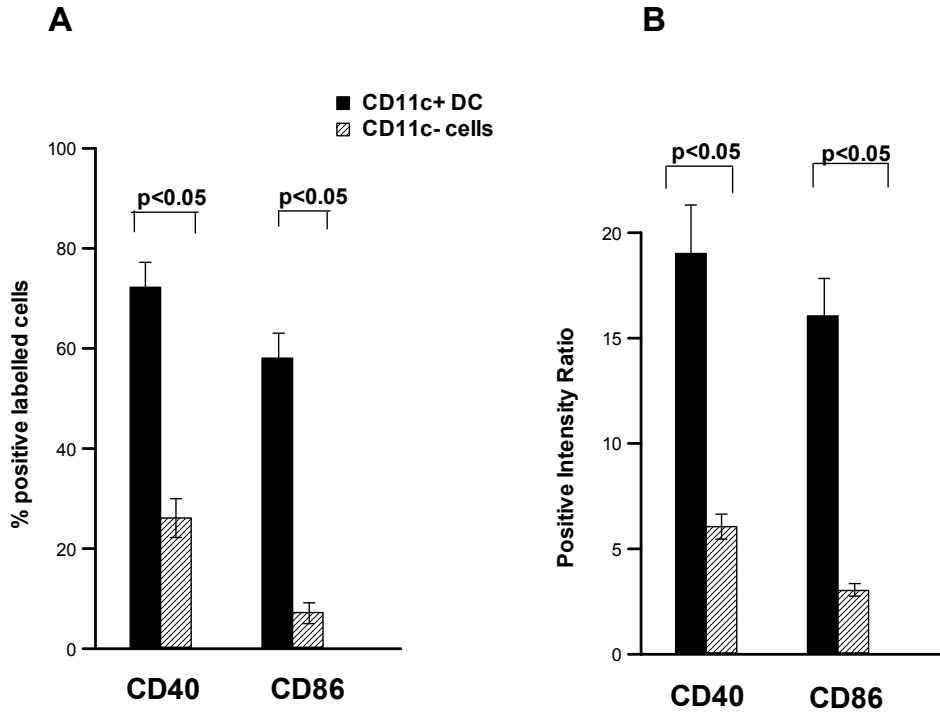 A
B
CD11c+ DC
CD11c- cells
% positive labelled cells
100
80
60
40
20
0
p<0.05
p<0.05
CD40
CD86
Positive Intensity Ratio
20
15
10
5
0
p<0.05
p<0.05
CD40
CD86